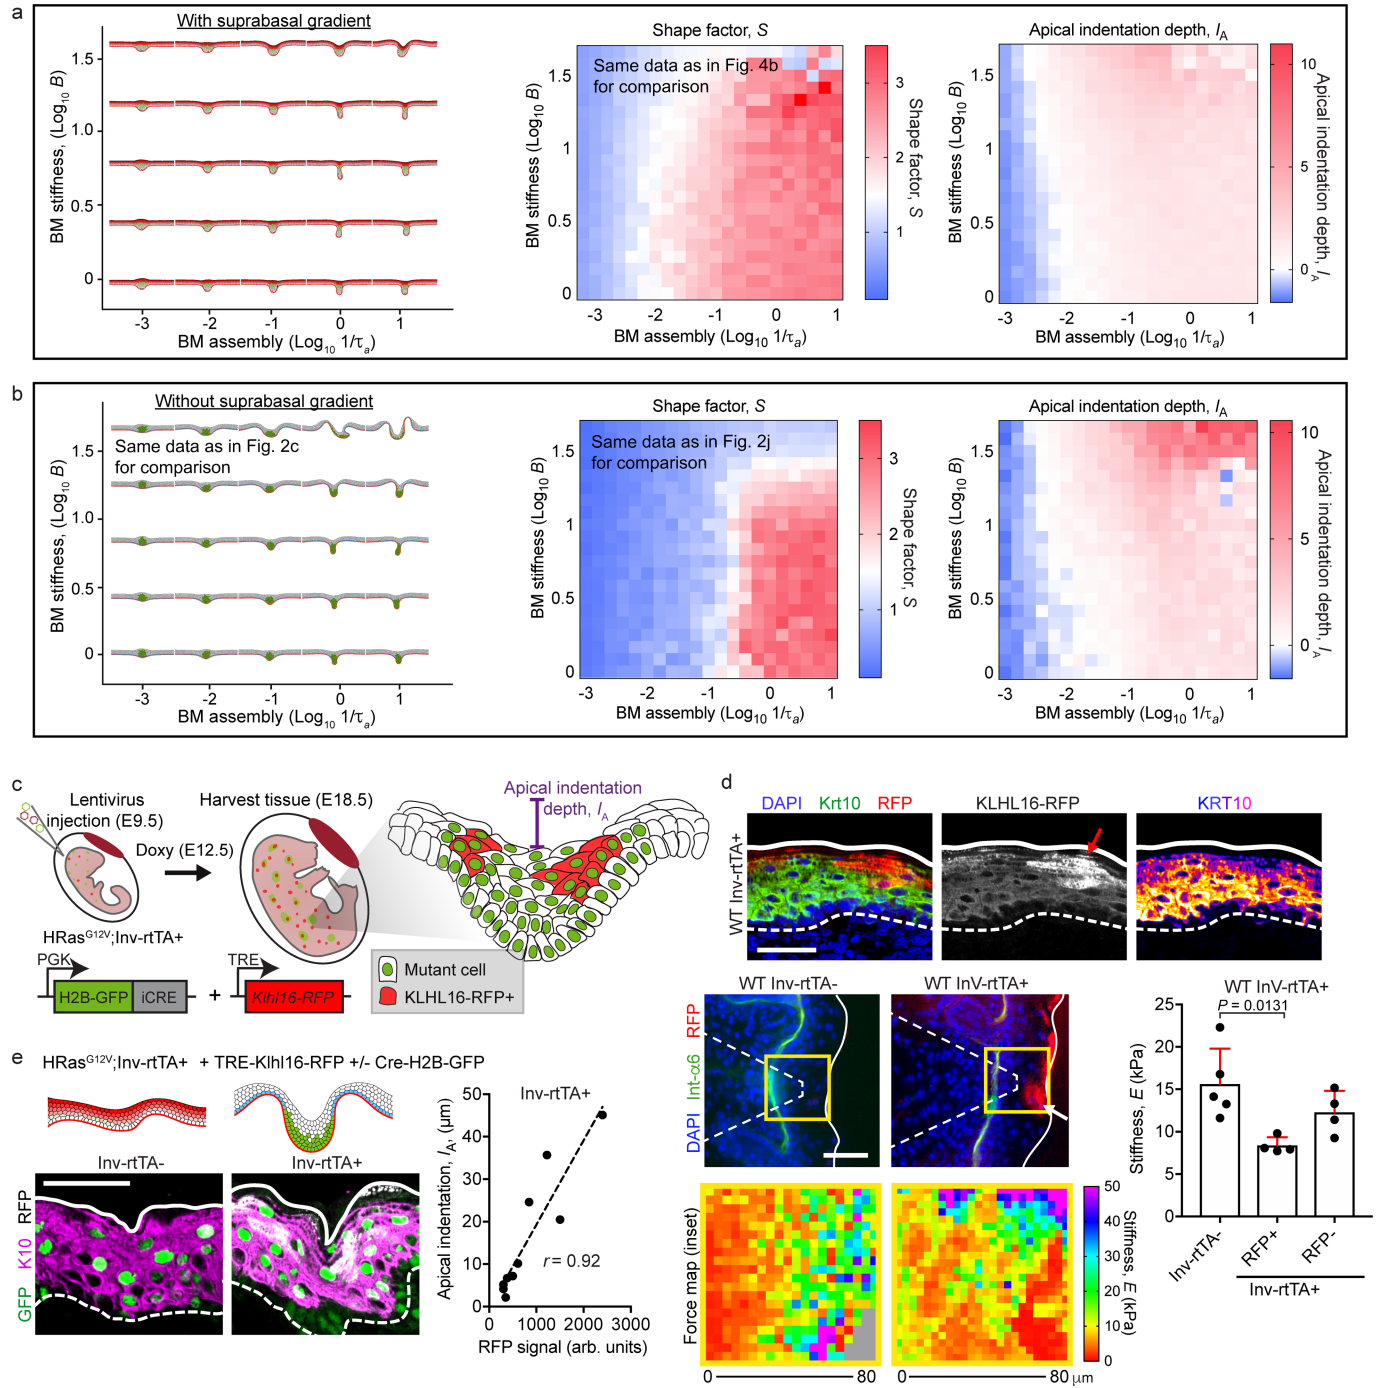 a
With suprabasal gradient
BM stiffness, (Log10 B)
1.5
1.0
0.5
0
-3 -2 -1 0 1
BM assembly (Log10 1/τa)
Shape factor, S
Same data as in Fig. 4b
for comparison
BM stiffness (Log10 B)
1.5
1
0.5
0
-3 -2 -1 0 1
BM assembly (Log10 1/τa)
3
2
1
Shape factor, S
Apical indentation depth, IA
BM stiffness (Log10 B)
1.5
1
0.5
0
-3 -2 -1 0 1
BM assembly (Log10 1/τa)
10
5
0
Apical indentation depth, IA
b
Without suprabasal gradient
Same data as in Fig. 2c
for comparison
BM stiffness, (Log10 B)
1.5
1.0
0.5
0
-3 -2 -1 0 1
BM assembly (Log10 1/τa)
Shape factor, S
Same data as in Fig. 2j
for comparison
BM stiffness (Log10 B)
1.5
1
0.5
0
-3 -2 -1 0 1
BM assembly (Log10 1/τa)
3
2
1
Shape factor, S
Apical indentation depth, IA
BM stiffness (Log10 B)
1.5
1
0.5
0
-3 -2 -1 0 1
BM assembly (Log10 1/τa)
10
5
0
Apical indentation depth, IA
c
Lentivirus
injection (E9.5)
Doxy (E12.5)
Harvest tissue (E18.5)
Apical indentation
depth, IA
HRasG12V;Inv-rtTA+
PGK
H2B-GFP iCRE
+
TRE
Klhl16-RFP
Mutant cell
KLHL16-RFP+
d
DAPI Krt10 RFP
KLHL16-RFP
KRT10
WT Inv-rtTA+
WT Inv-rtTA-
WT InV-rtTA+
DAPI Int-α6 RFP
Force map (inset)
0 80
0 80 μm
50
40
30
20
10
0
Stiffness, E (kPa)
WT InV-rtTA+
P = 0.0131
Stiffness, E (kPa)
25
20
15
10
5
0
Inv-rtTA-
RFP+
RFP-
Inv-rtTA+
e
HRasG12V;Inv-rtTA+ + TRE-Klhl16-RFP +/- Cre-H2B-GFP
Inv-rtTA-
Inv-rtTA+
GFP K10 RFP
Inv-rtTA+
Apical indentation, IA, (μm)
50
40
30
20
10
0
r = 0.92
0 1000 2000 3000
RFP signal (arb. units)